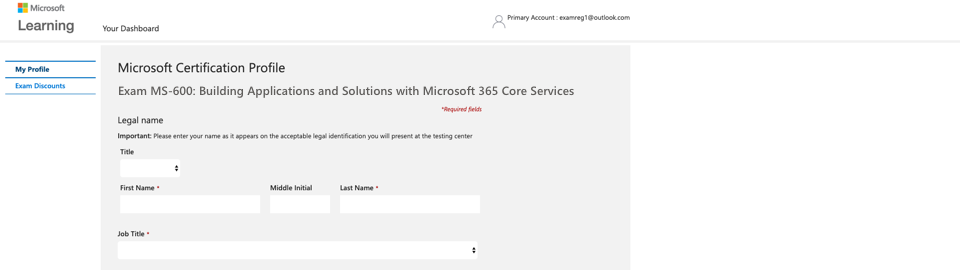 Microsoft
Learning
Your Dashboard
Primary Account : examreg1@outlook.com
My Profile
Exam Discounts
Microsoft Certification Profile
Exam MS-600: Building Applications and Solutions with Microsoft 365 Core Services
*Required fields
Legal name
Important: Please enter your name as it appears on the acceptable legal identification you will present at the testing center
Title
First Name * Middle Initial Last Name *
Job Title *